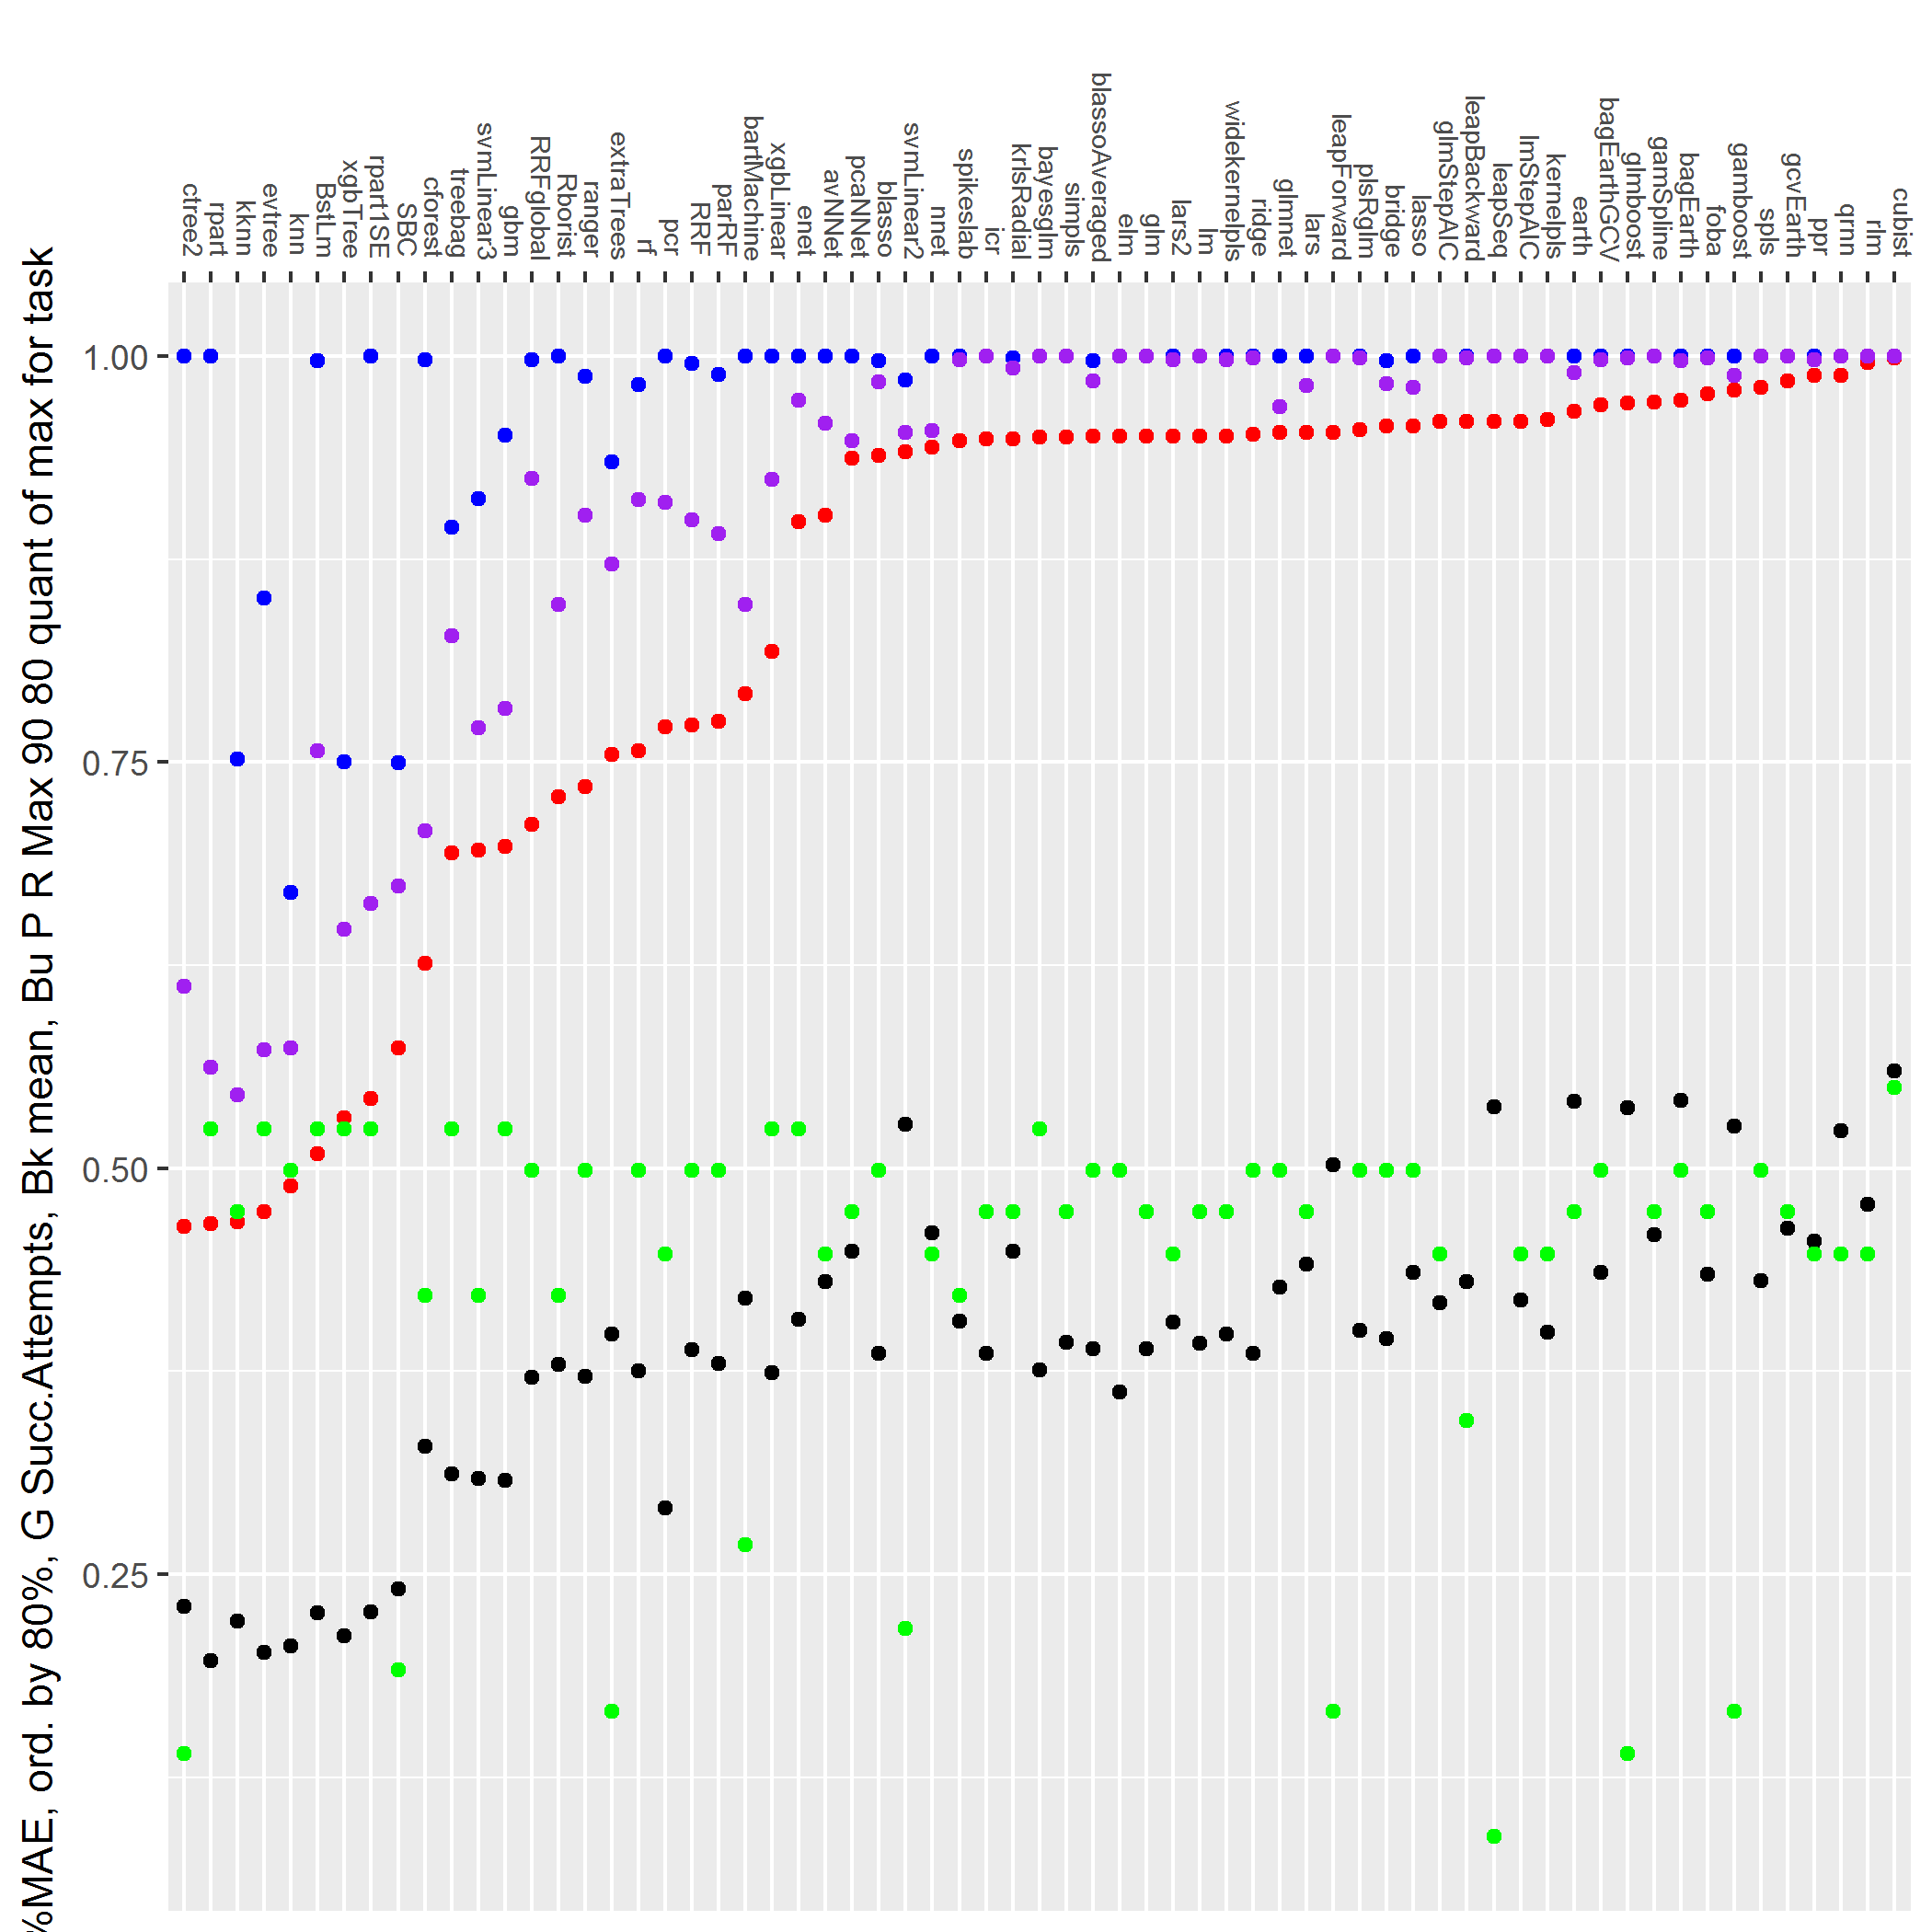 ctree2
rpart
kknn
evtree
knn
BstLm
xgbTree
rpart1SE
SBC
cforest
treebag
svmLinear3
gbm
RRFglobal
Rborist
ranger
extraTrees
rf
pcr
RRF
parRF
bartMachine
xgbLinear
enet
avNNet
pcaNNet
blasso
svmLinear2
nnet
spikeslab
icr
krlsRadial
bayesglm
simpls
blassoAveraged
elm
glm
lars2
lm
widekernelpls
ridge
glmnet
lars
leapForward
plsRglm
bridge
lasso
glmStepAIC
leapBackward
leapSeq
lmStepAIC
kernelpls
earth
bagEarthGCV
glmboost
gamSpline
bagEarth
foba
gamboost
spls
gcvEarth
ppr
qrnn
rlm
cubist
%MAE, ord. by 80%, G Succ.Attempts, Bk mean, Bu P R Max 90 80 quant of max for task
1.00
0.75
0.50
0.25